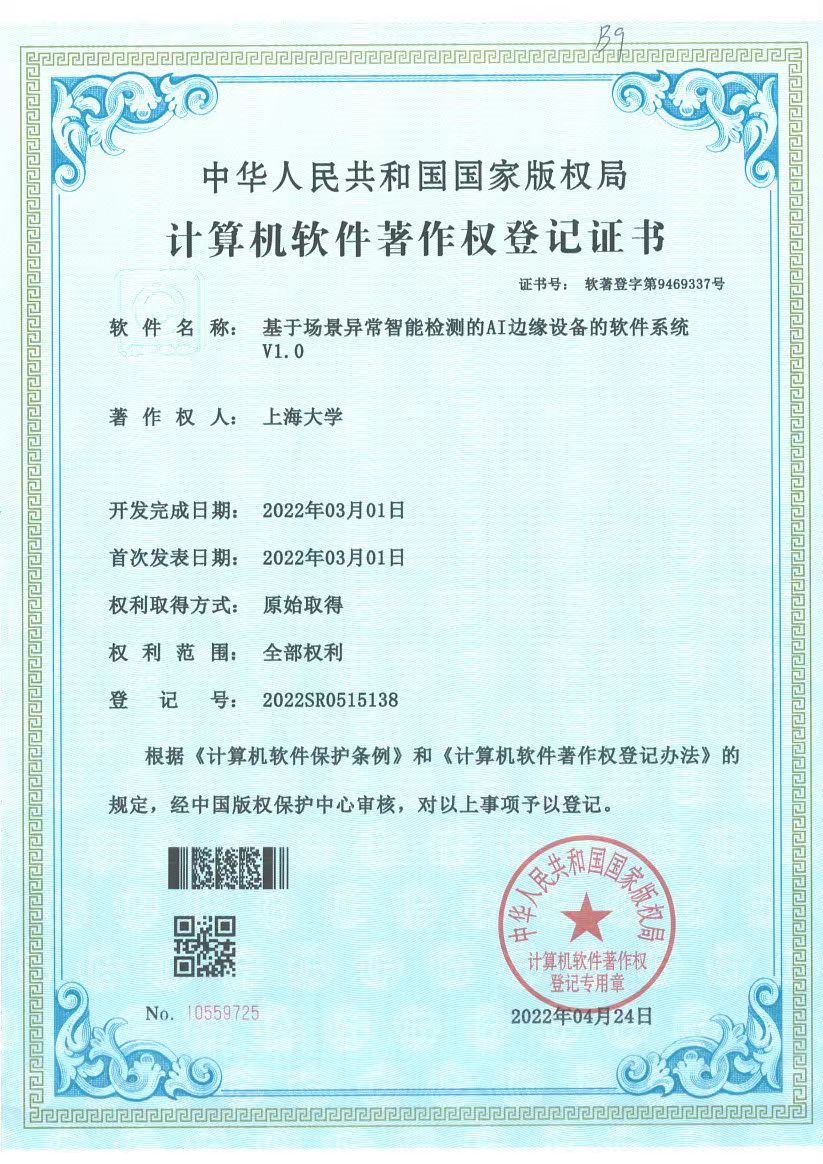 B9
中华人民共和国国家版权局
计算机软件著作权登记证书
证书号： 软著登字第9469337号
软 件 名 称： 基于场景异常智能检测的AI边缘设备的软件系统
V1.0
著 作 权 人： 上海大学
开发完成日期： 2022年03月01日
首次发表日期： 2022年03月01日
权利取得方式： 原始取得
权 利 范 围： 全部权利
登 记 号： 2022SR0515138
根据《计算机软件保护条例》和《计算机软件著作权登记办法》的
规定，经中国版权保护中心审核，对以上事项予以登记。
中华人民共和国国家版权局
计算机软件著作权
登记专用章
No. 10559725
2022年04月24日